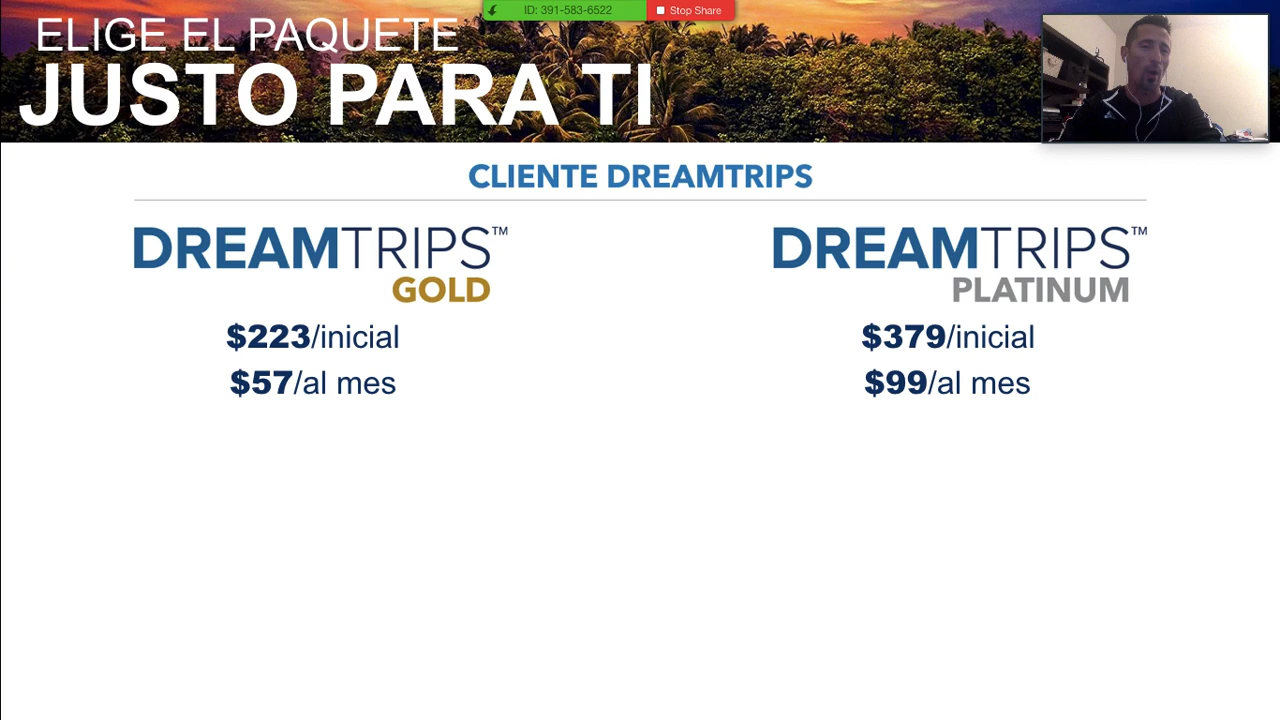 ID: 391-583-6522
Stop Share
ELIGE EL PAQUETE
JUSTO PARA TI
CLIENTE DREAMTRIPS
DREAMTRIPS™
GOLD
$223/inicial
$57/al mes
DREAMTRIPS™
PLATINUM
$379/inicial
$99/al mes